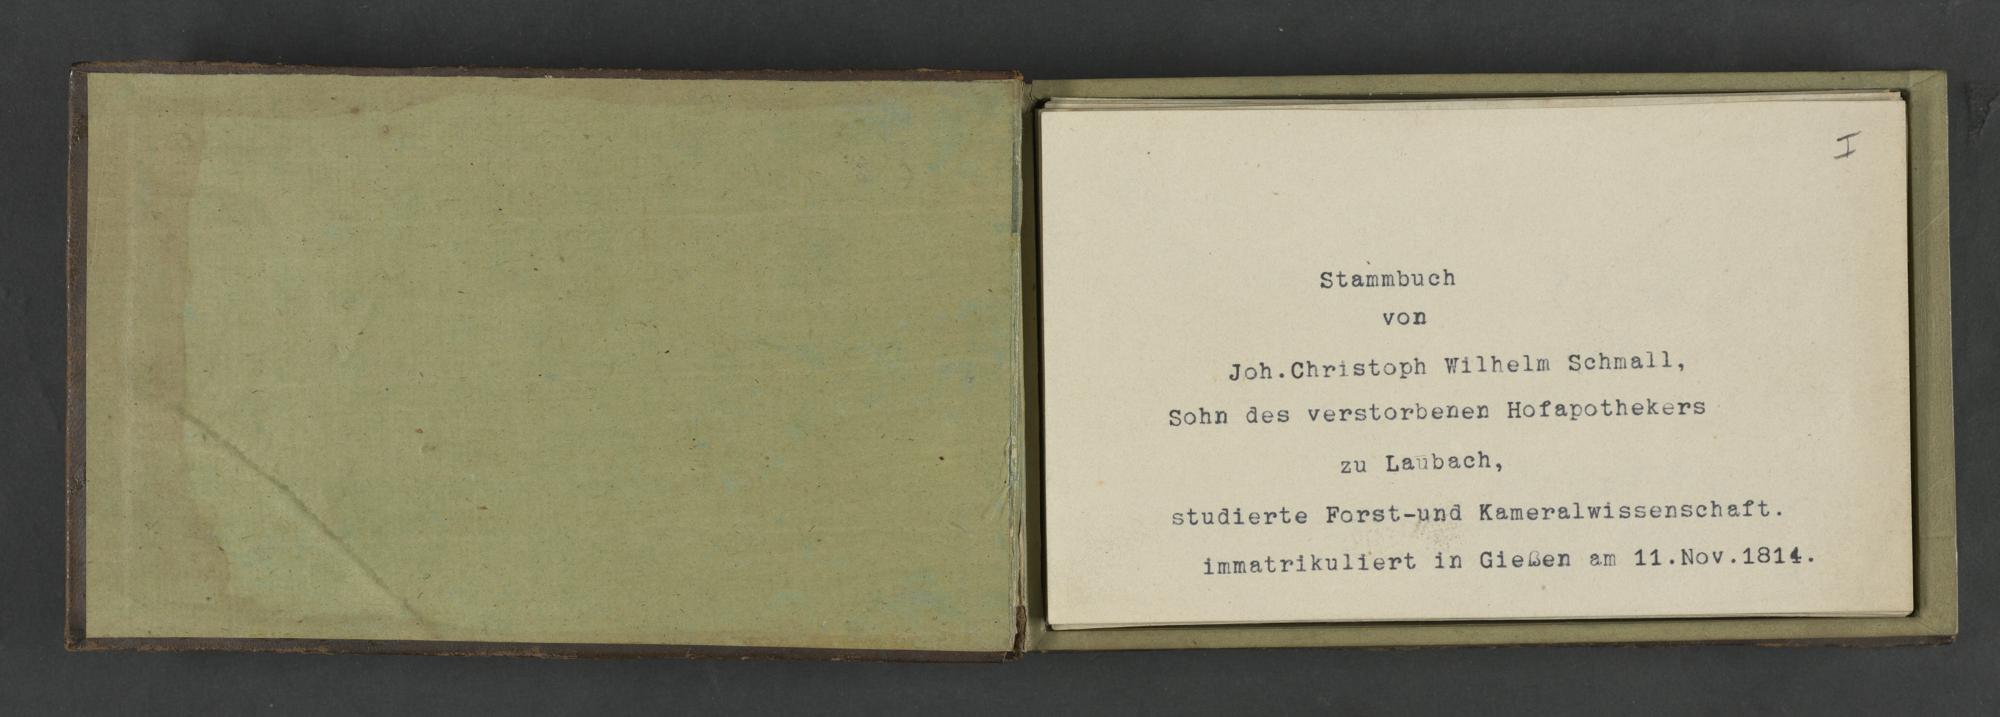 I
Stammbuch
von
Joh.Christoph Wilhelm Schmall,
Sohn des verstorbenen Hofapothekers
zu Laubach,
studierte Forst-und Kameralwissenschaft.
immatrikuliert in Gießen am 11.Nov.1814.